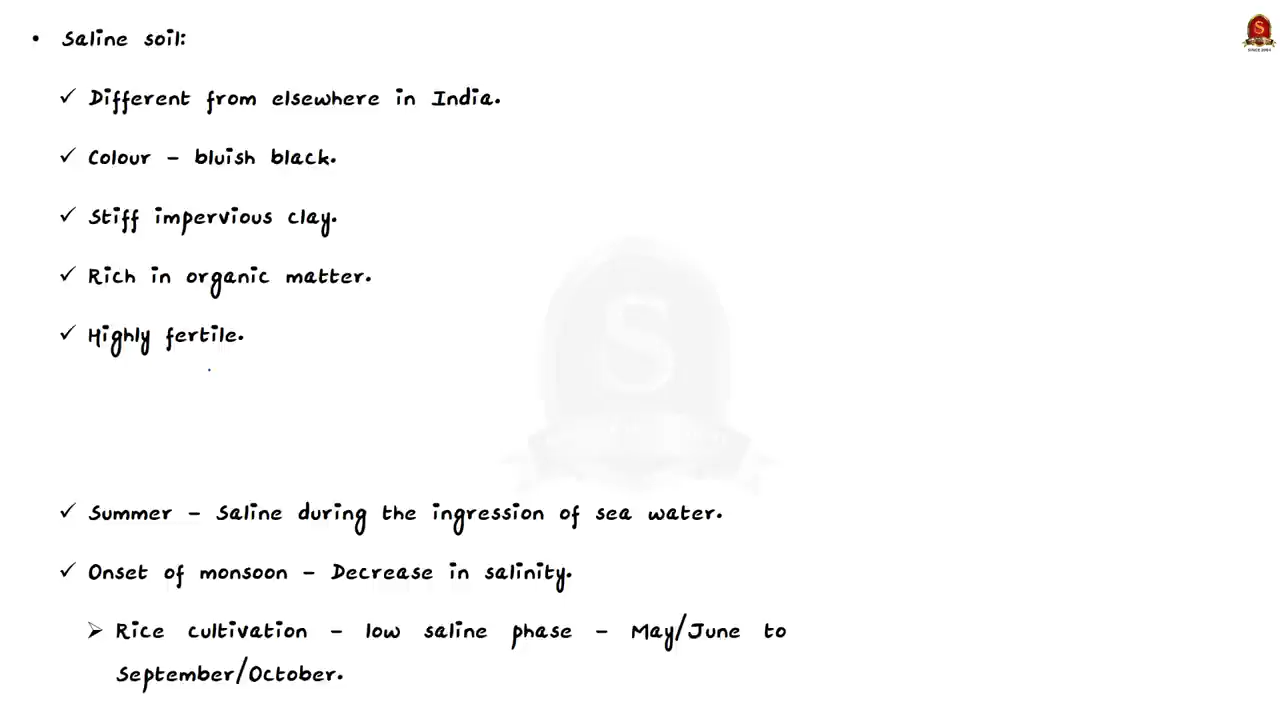 • Saline soil:
✓ Different from elsewhere in India.
✓ Colour – bluish black.
✓ Stiff impervious clay.
✓ Rich in organic matter.
✓ Highly fertile.
✓ Summer – Saline during the ingression of sea water.
✓ Onset of monsoon – Decrease in salinity.
➢ Rice cultivation – low saline phase – May/June to
September/October.
S
S